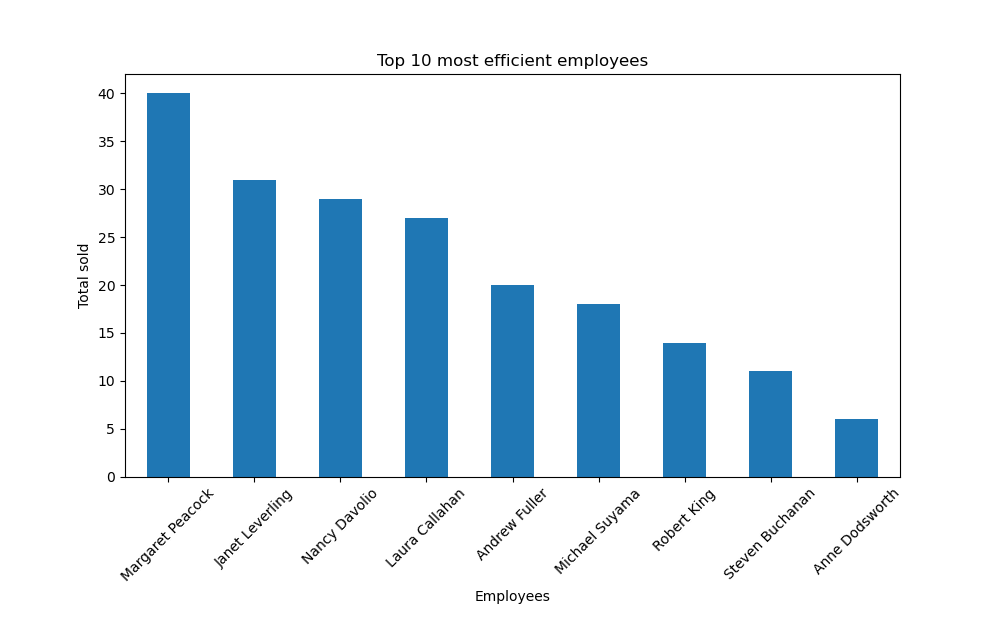 Top 10 most efficient employees
Total sold
40
35
30
25
20
15
10
5
0
Margaret Peacock
Janet Leverling
Nancy Davolio
Laura Callahan
Andrew Fuller
Michael Suyama
Robert King
Steven Buchanan
Anne Dodsworth
Employees